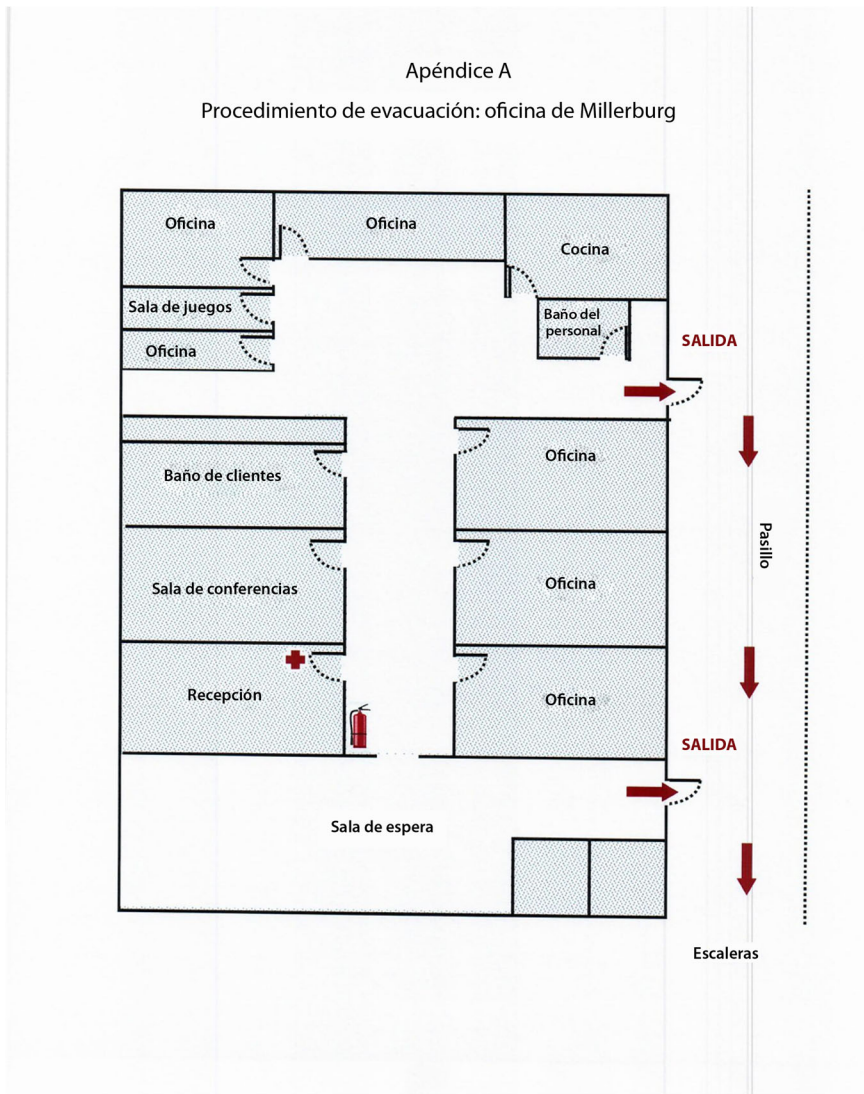 Apéndice A
Procedimiento de evacuación: oficina de Millerburg
Oficina
Oficina
Cocina
Sala de juegos
Baño del
personal
Oficina
SALIDA
Baño de clientes
Oficina
Pasillo
Sala de conferencias
Oficina
Recepción
Oficina
SALIDA
Sala de espera
Escaleras